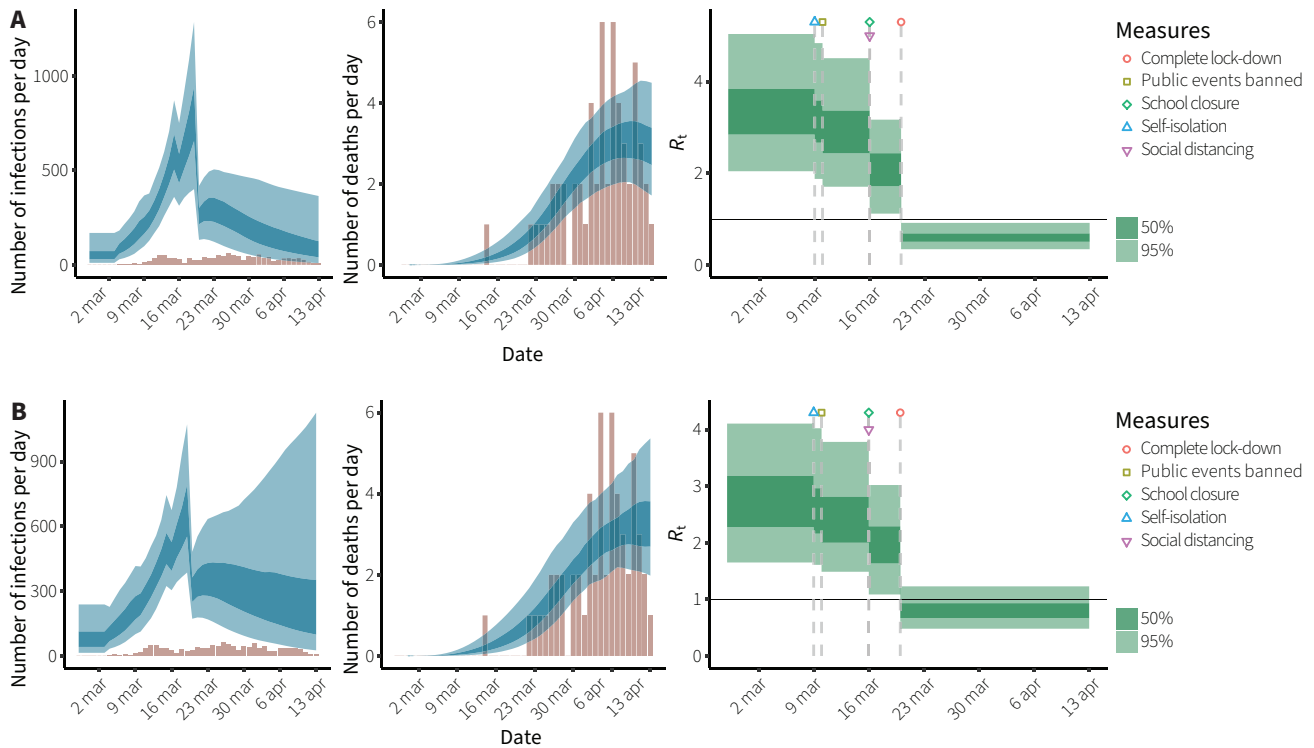 A
Number of infections per day
1000
500
0
2 mar
9 mar
16 mar
23 mar
30 mar
6 apr
13 apr
Number of deaths per day
6
4
2
0
2 mar
9 mar
16 mar
23 mar
30 mar
6 apr
13 apr
Date
Rt
4
2
0
2 mar
9 mar
16 mar
23 mar
30 mar
6 apr
13 apr
Measures
Complete lock-down
Public events banned
School closure
Self-isolation
Social distancing
50%
95%
B
Number of infections per day
900
600
300
0
2 mar
9 mar
16 mar
23 mar
30 mar
6 apr
13 apr
Number of deaths per day
6
4
2
0
2 mar
9 mar
16 mar
23 mar
30 mar
6 apr
13 apr
Date
Rt
4
3
2
1
0
2 mar
9 mar
16 mar
23 mar
30 mar
6 apr
13 apr
Measures
Complete lock-down
Public events banned
School closure
Self-isolation
Social distancing
50%
95%